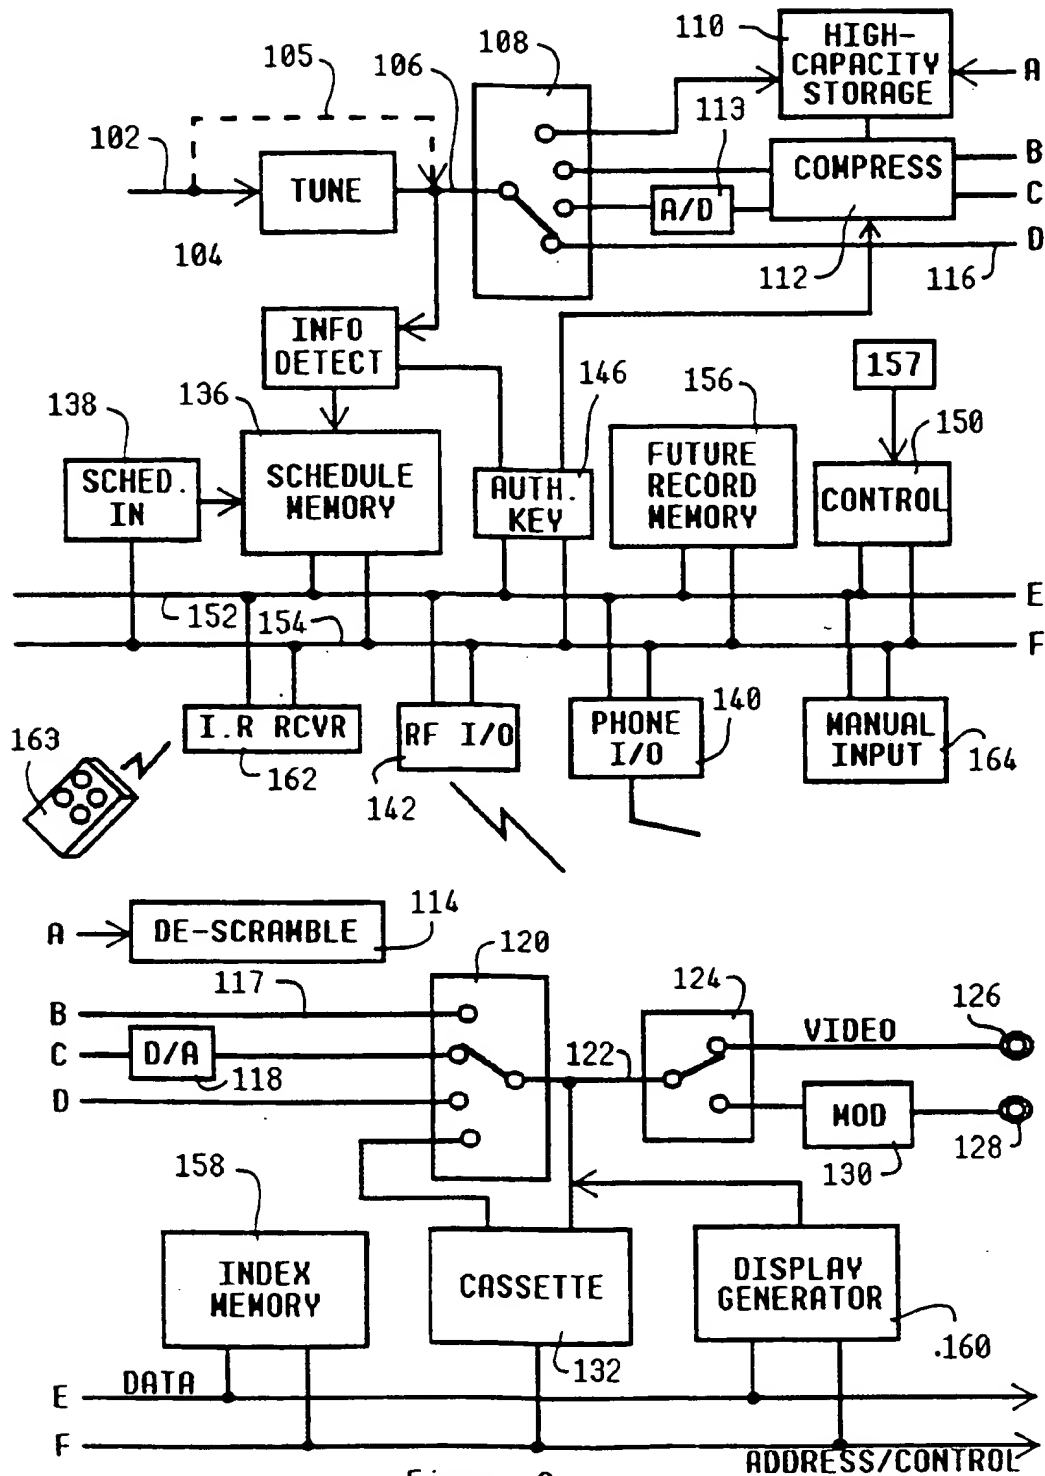 108
110
HIGH-
CAPACITY
STORAGE
A
105
106
113
102
TUNE
COMPRESS
B
C
A/D
D
104
112
116
INFO
DETECT
157
138
136
146
156
150
SCHED.
IN
SCHEDULE
MEMORY
AUTH.
KEY
FUTURE
RECORD
MEMORY
CONTROL
E
152
154
F
163
I.R RCVR
RF I/O
PHONE
I/O
140
MANUAL
INPUT
162
142
164
A
DE-SCRAMBLE
114
120
117
124
126
B
VIDEO
C
D/A
118
122
D
MOD
130
128
158
INDEX
MEMORY
CASSETTE
DISPLAY
GENERATOR
132
.160
E
DATA
F
ADDRESS/CONTROL